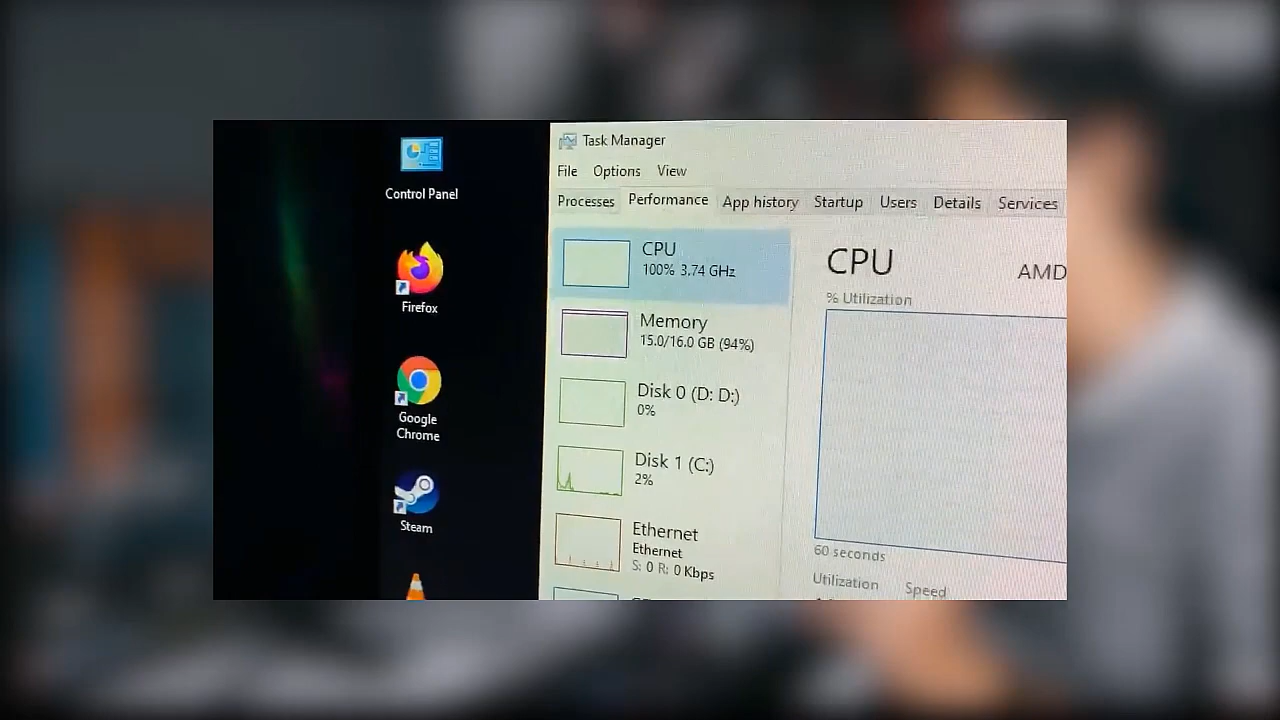 Control Panel
Firefox
Google
Chrome
Steam
Task Manager
File Options View
Processes Performance App history Startup Users Details Services
CPU
100% 3.74 GHz
Memory
15.0/16.0 GB (94%)
Disk 0 (D: D:)
0%
Disk 1 (C:)
2%
Ethernet
Ethernet
S: 0 R: 0 Kbps
CPU AMD
% Utilization
60 seconds
Utilization Speed